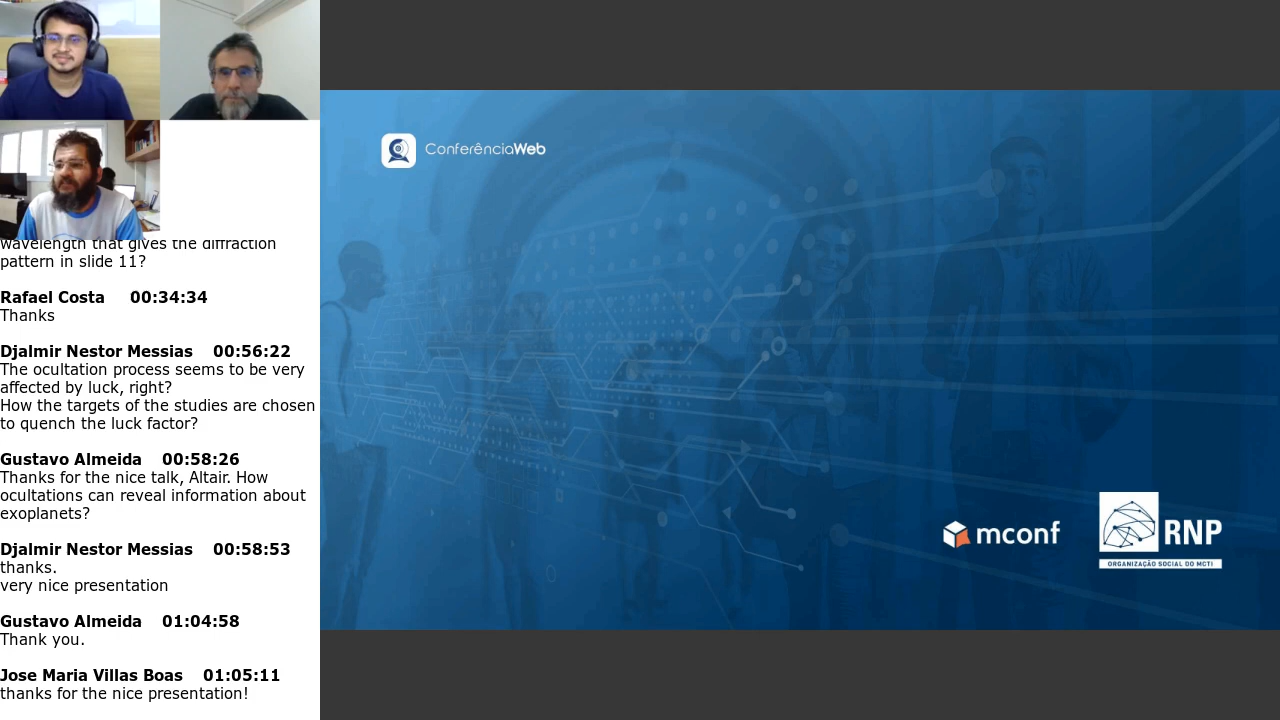 wavelength that gives the diffraction
pattern in slide 11?
Rafael Costa 00:34:34
Thanks
Djalmir Nestor Messias 00:56:22
The ocultation process seems to be very
affected by luck, right?
How the targets of the studies are chosen
to quench the luck factor?
Gustavo Almeida 00:58:26
Thanks for the nice talk, Altair. How
ocultations can reveal information about
exoplanets?
Djalmir Nestor Messias 00:58:53
thanks.
very nice presentation
Gustavo Almeida 01:04:58
Thank you.
Jose Maria Villas Boas 01:05:11
thanks for the nice presentation!
ConferênciaWeb
mconf
RNP
ORGANIZAÇÃO SOCIAL DO MCTI